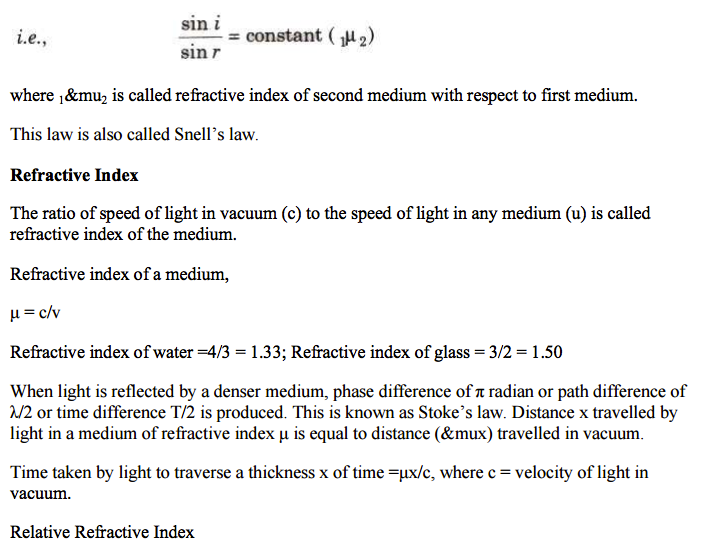 i.e., sin i / sin r = constant (₁μ₂)
where ₁&mu₂ is called refractive index of second medium with respect to first medium.
This law is also called Snell’s law.
Refractive Index
The ratio of speed of light in vacuum (c) to the speed of light in any medium (u) is called
refractive index of the medium.
Refractive index of a medium,
μ = c/v
Refractive index of water =4/3 = 1.33; Refractive index of glass = 3/2 = 1.50
When light is reflected by a denser medium, phase difference of π radian or path difference of
λ/2 or time difference T/2 is produced. This is known as Stoke’s law. Distance x travelled by
light in a medium of refractive index μ is equal to distance (&mux) travelled in vacuum.
Time taken by light to traverse a thickness x of time =μx/c, where c = velocity of light in
vacuum.
Relative Refractive Index